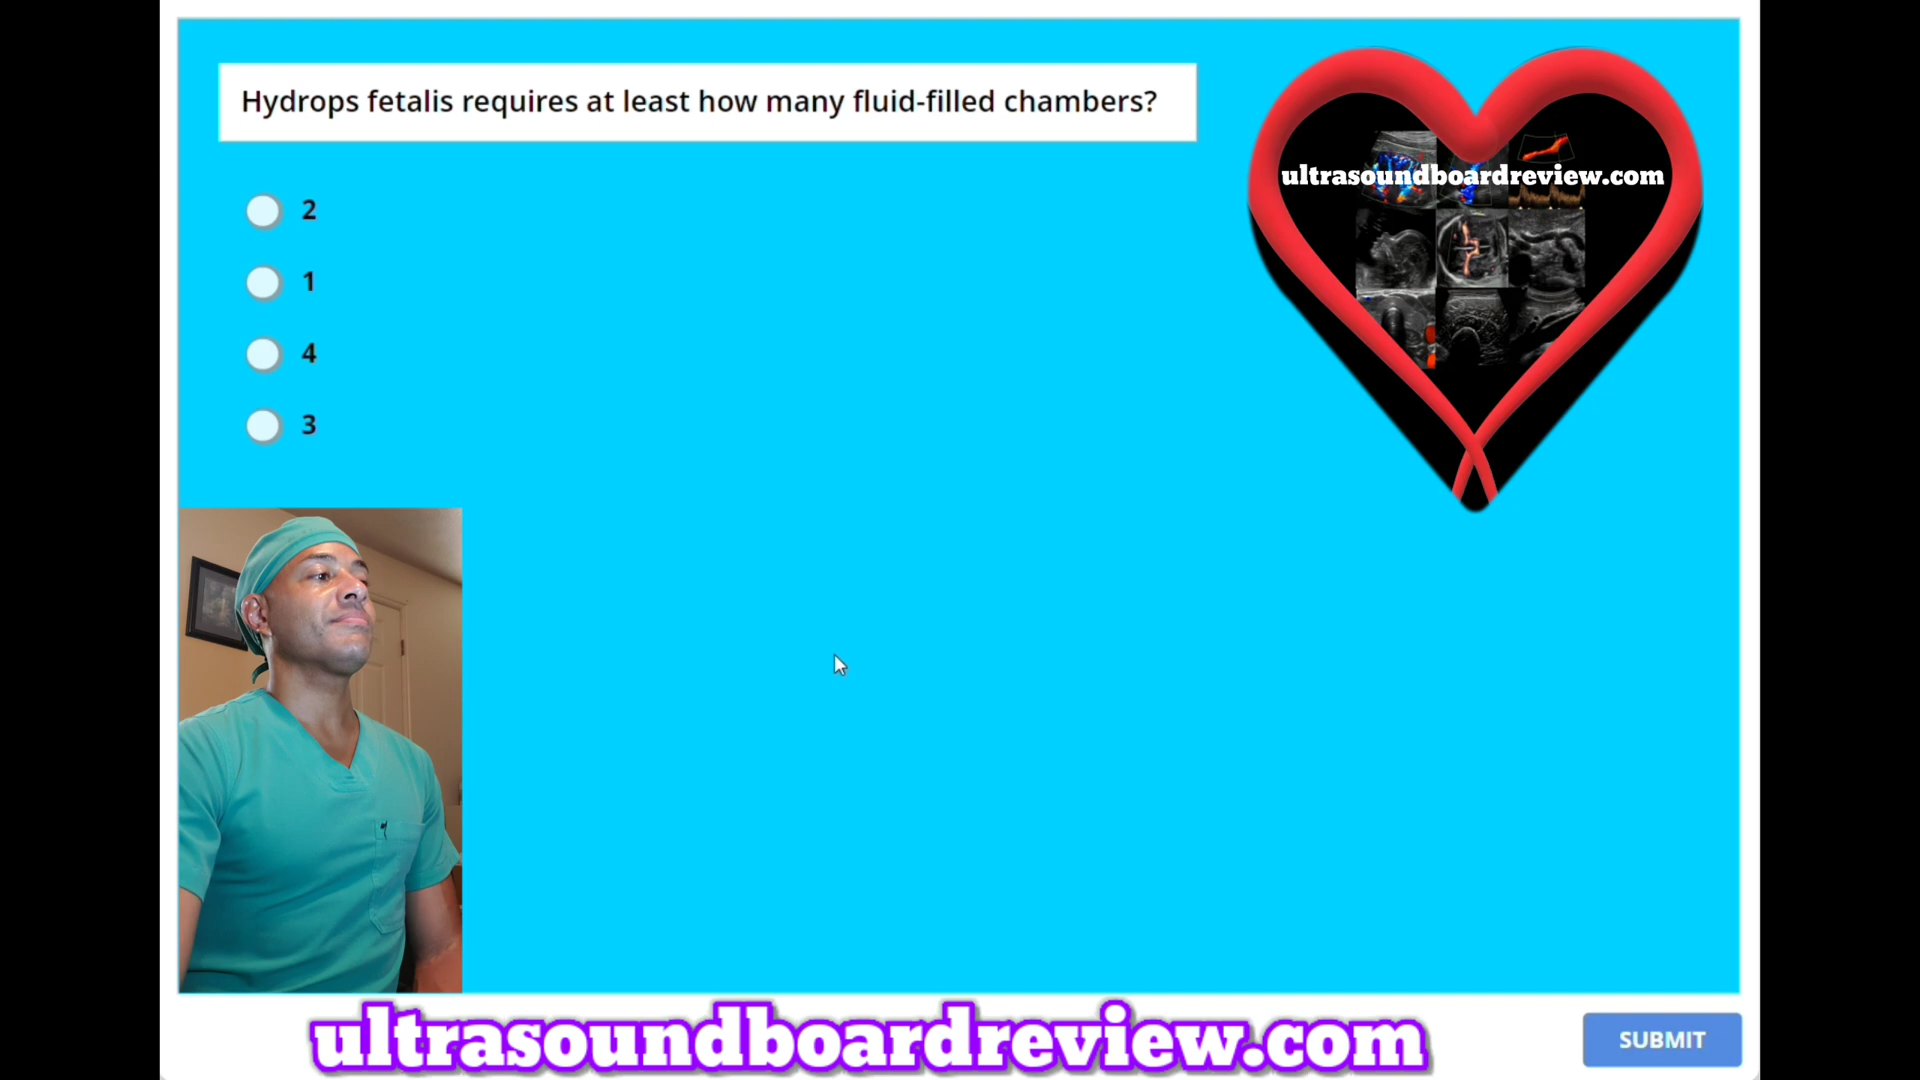 Hydrops fetalis requires at least how many fluid-filled chambers?
ultrasoundboardreview.com
2
1
4
3
ultrasoundboardreview.com
SUBMIT